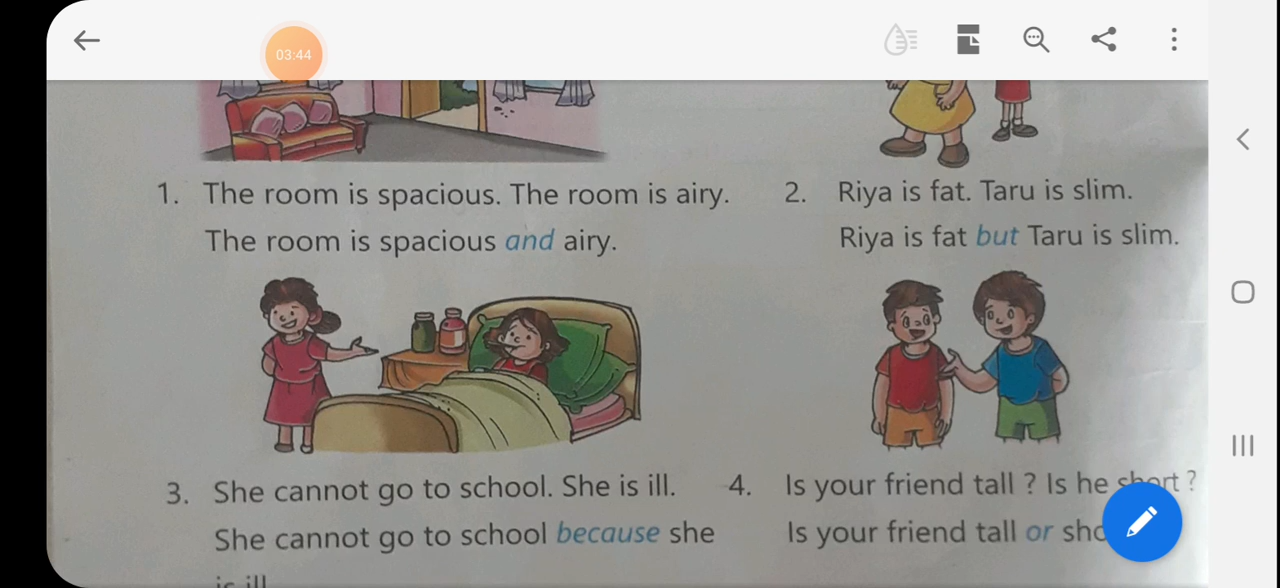 03:44
1. The room is spacious. The room is airy.
The room is spacious and airy.
2. Riya is fat. Taru is slim.
Riya is fat but Taru is slim.
3. She cannot go to school. She is ill.
She cannot go to school because she
is ill
4. Is your friend tall ? Is he short ?
Is your friend tall or